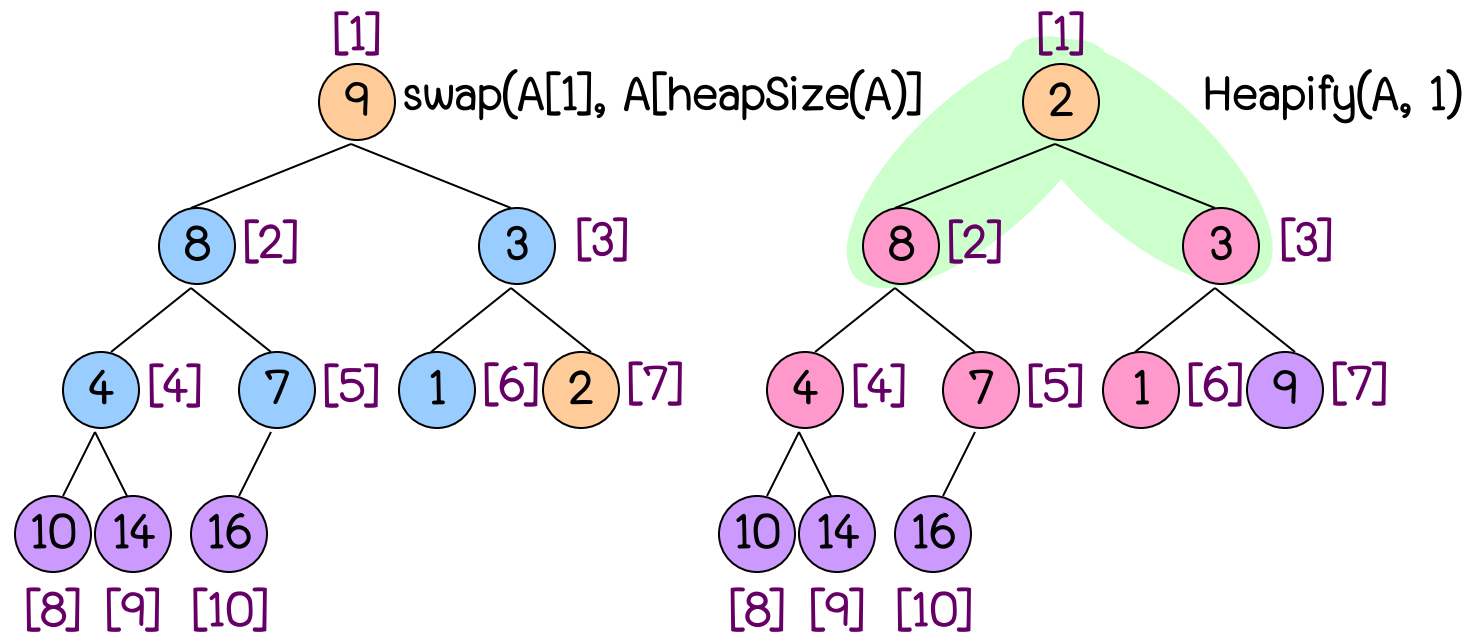 [1] [1]
9 swap(A[1], A[heapSize(A)] 2 Heapify(A, 1)
8 [2] 3 [3] 8 [2] 3 [3]
4 [4] 7 [5] 1 [6] 2 [7] 4 [4] 7 [5] 1 [6] 9 [7]
10 14 16 10 14 16
[8] [9] [10] [8] [9] [10]